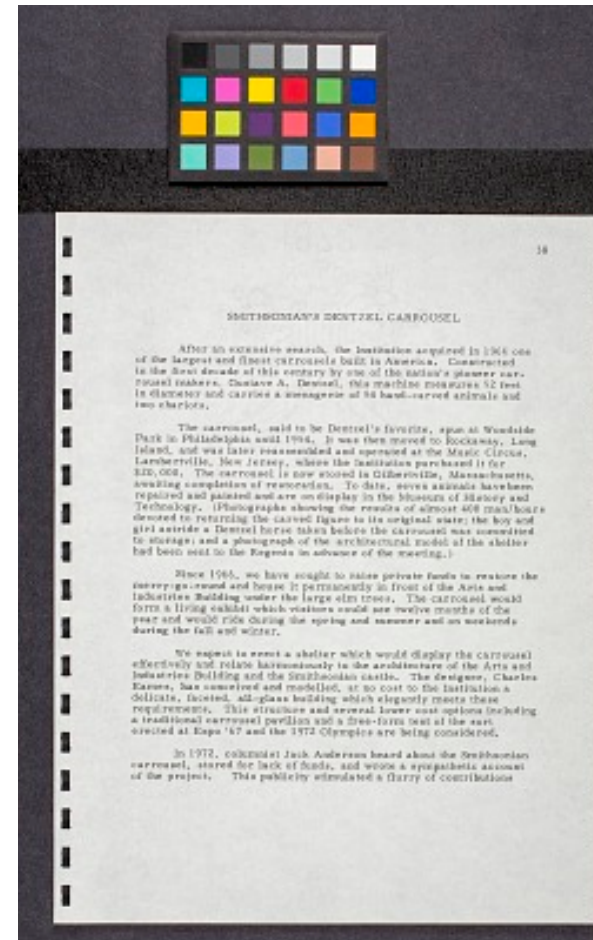 SMITHSONIAN'S DENTZEL CARROUSEL
After an extensive search, the Institution acquired in 1966 one
of the largest and finest carrousels built in America. Constructed
in the first decade of this century by one of the nation's pioneer car-
rousel makers, Gustave A. Dentzel, this machine measures 52 feet
in diameter and carries a menagerie of hand-carved animals and
two chariots.
The carrousel, said to be Dentzel's favorite, spun at Woodside
Park in Philadelphia until It was then moved to Rockaway, Long
Island, and was later reassembled and operated at the Music Circus,
Lambertville, New Jersey, where the Institution purchased it for
The carrousel is now stored in Gilbertville, Massachusetts,
awaiting completion of restoration. To date, seven animals have been
repaired and painted and are on display in the Museum of History and
Technology. (Photographs showing the results of almost 400 man/hours
devoted to returning the carved figure to its original state; the boy and
girl astride a Dentzel horse taken before the carrousel was committed
to storage; and a photograph of the architectural model of the shelter
had been sent to the Regents in advance of the meeting.)
Since we have sought to raise private funds to restore the
merry-go-round and house it permanently in front of the Arts and
Industries Building under the large elm trees. The carrousel would
form a living exhibit which visitors could see twelve months of the
year and would ride during the spring and summer and on weekends
during the fall and winter.
We expect to erect a shelter which would display the carrousel
effectively and relate harmoniously to the architecture of the Arts and
Industries Building and the Smithsonian castle. The designer, Charles
Eames, has conceived and modelled, at no cost to the Institution a
delicate, faceted, all-glass building which elegantly meets these
requirements. This structure and several lower cost options including
a traditional carrousel pavilion and a free-form tent of the sort
erected at Expo '67 and the 1972 Olympics are being considered.
In 1972, columnist Jack Anderson heard about the Smithsonian
carrousel, stored for lack of funds, and wrote a sympathetic account
of the project. This publicity stimulated a flurry of contributions